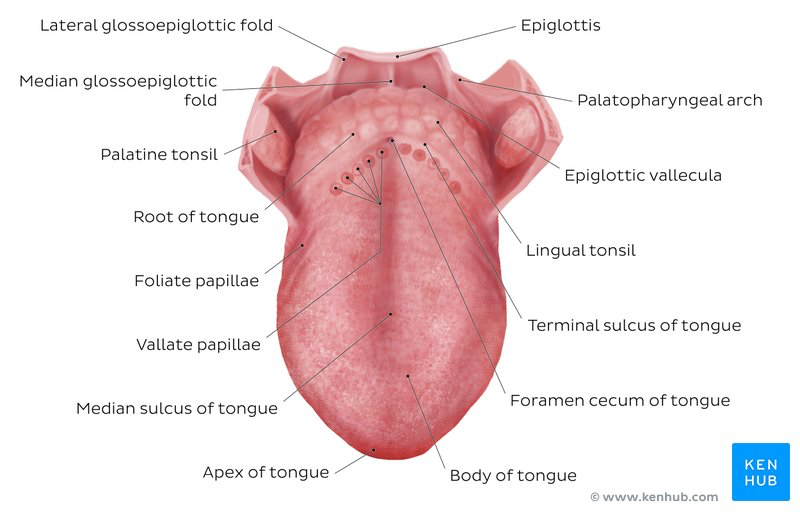 Lateral glossoepiglottic fold
Epiglottis
Median glossoepiglottic
fold
Palatopharyngeal arch
Palatine tonsil
Epiglottic vallecula
Root of tongue
Lingual tonsil
Foliate papillae
Terminal sulcus of tongue
Vallate papillae
Foramen cecum of tongue
Median sulcus of tongue
Apex of tongue
Body of tongue
KEN
HUB
© www.kenhub.com